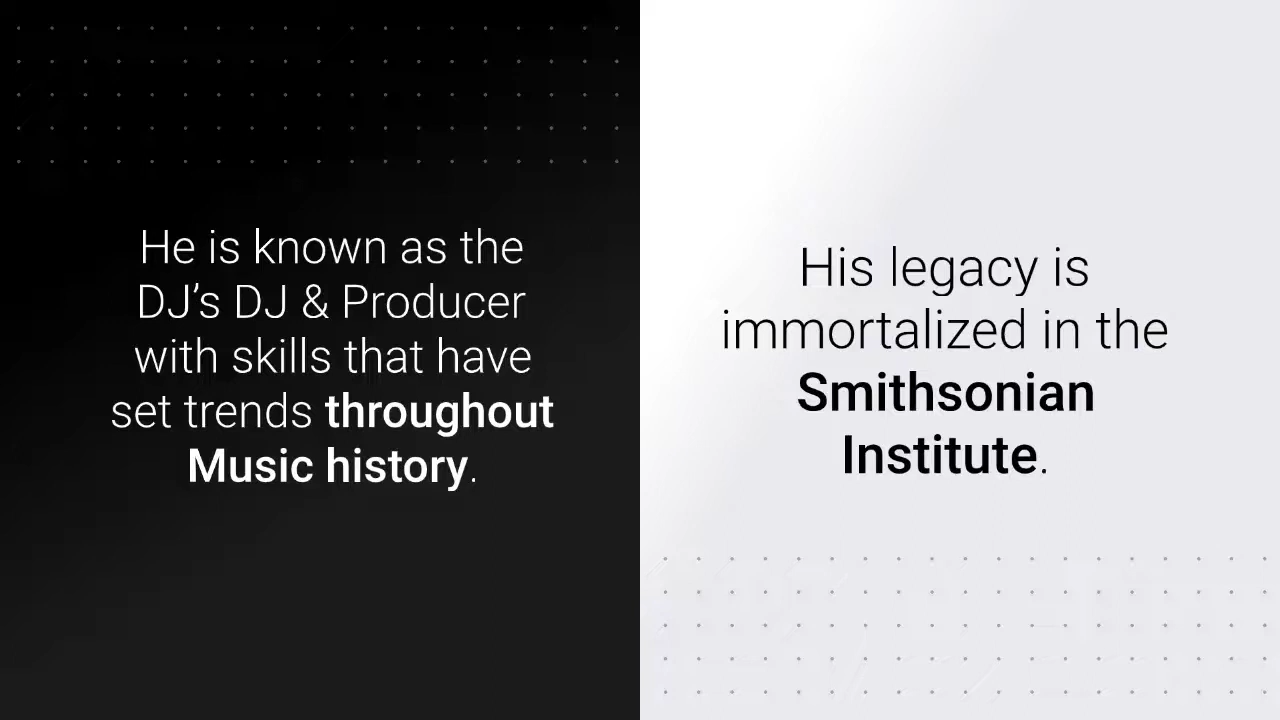 He is known as the
DJ’s DJ & Producer
with skills that have
set trends throughout
Music history.
His legacy is
immortalized in the
Smithsonian
Institute.